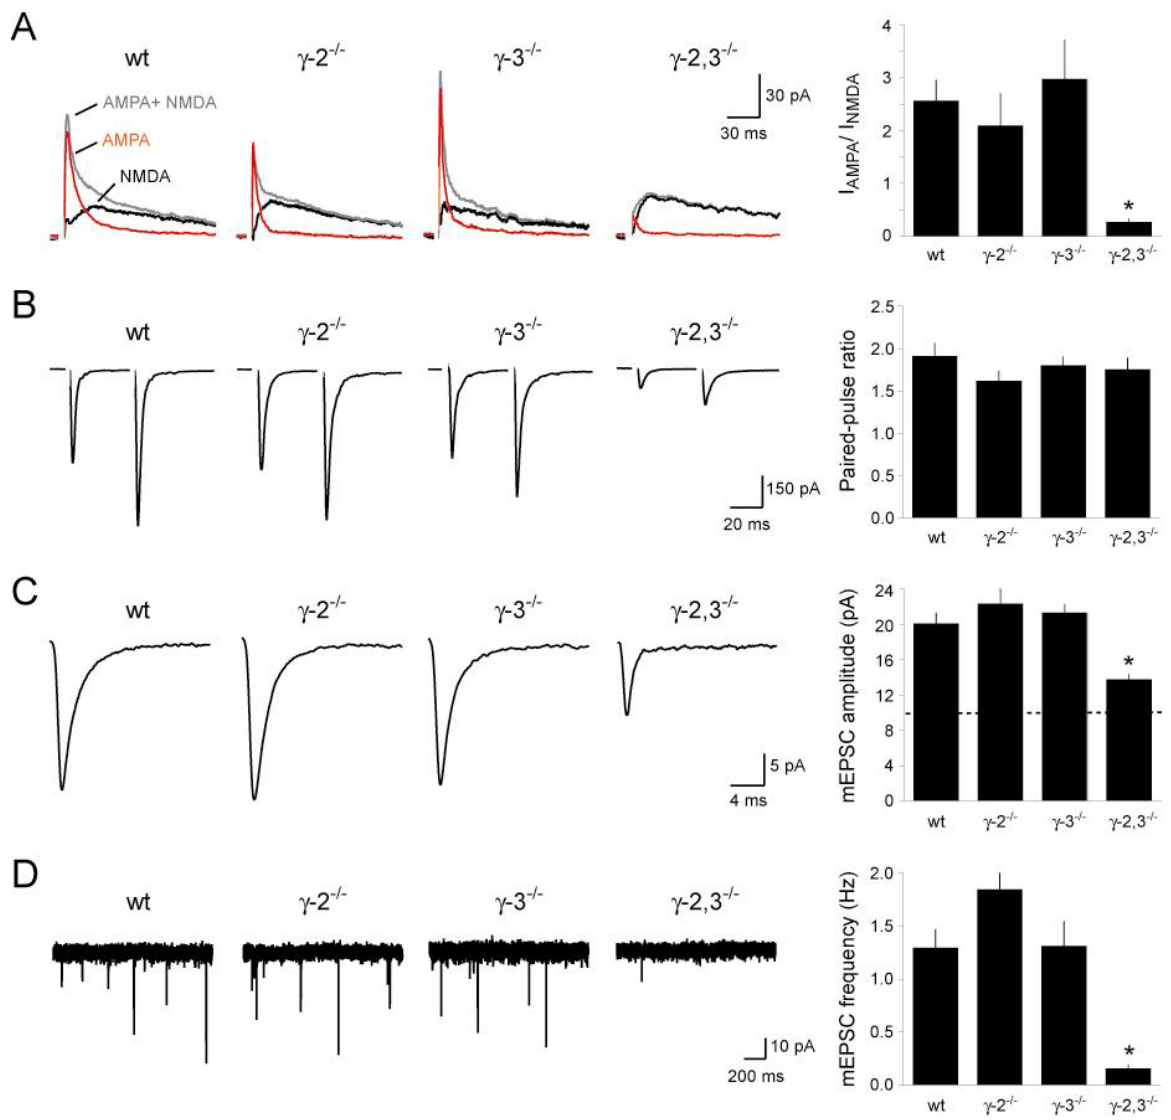 A
wt γ-2⁻/⁻ γ-3⁻/⁻ γ-2,3⁻/⁻
AMPA+ NMDA
AMPA
NMDA
30 pA
30 ms
I_AMPA/ I_NMDA
4
3
2
1
0
*
wt γ-2⁻/⁻ γ-3⁻/⁻ γ-2,3⁻/⁻
B
wt γ-2⁻/⁻ γ-3⁻/⁻ γ-2,3⁻/⁻
150 pA
20 ms
Paired-pulse ratio
2.5
2.0
1.5
1.0
0.5
0.0
wt γ-2⁻/⁻ γ-3⁻/⁻ γ-2,3⁻/⁻
C
wt γ-2⁻/⁻ γ-3⁻/⁻ γ-2,3⁻/⁻
5 pA
4 ms
mEPSC amplitude (pA)
24
20
16
12
8
4
0
*
wt γ-2⁻/⁻ γ-3⁻/⁻ γ-2,3⁻/⁻
D
wt γ-2⁻/⁻ γ-3⁻/⁻ γ-2,3⁻/⁻
10 pA
200 ms
mEPSC frequency (Hz)
2.0
1.5
1.0
0.5
0.0
*
wt γ-2⁻/⁻ γ-3⁻/⁻ γ-2,3⁻/⁻